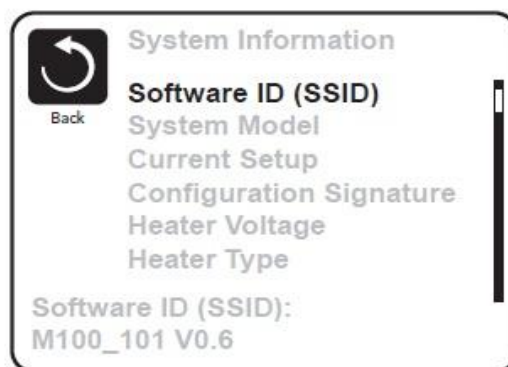 System Information
Back
Software ID (SSID)
System Model
Current Setup
Configuration Signature
Heater Voltage
Heater Type
Software ID (SSID):
M100_101 V0.6